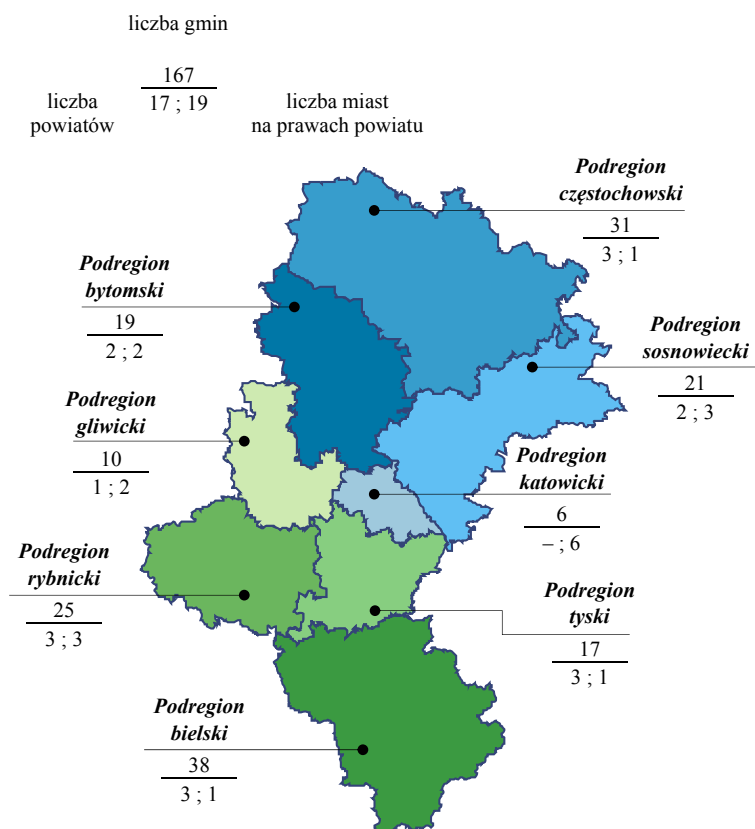 liczba gmin
167
17 ; 19
liczba
powiatów
liczba miast
na prawach powiatu
Podregion
częstochowski
31
3 ; 1
Podregion
bytomski
19
2 ; 2
Podregion
sosnowiecki
21
2 ; 3
Podregion
gliwicki
10
1 ; 2
Podregion
katowicki
6
– ; 6
Podregion
rybnicki
25
3 ; 3
Podregion
tyski
17
3 ; 1
Podregion
bielski
38
3 ; 1